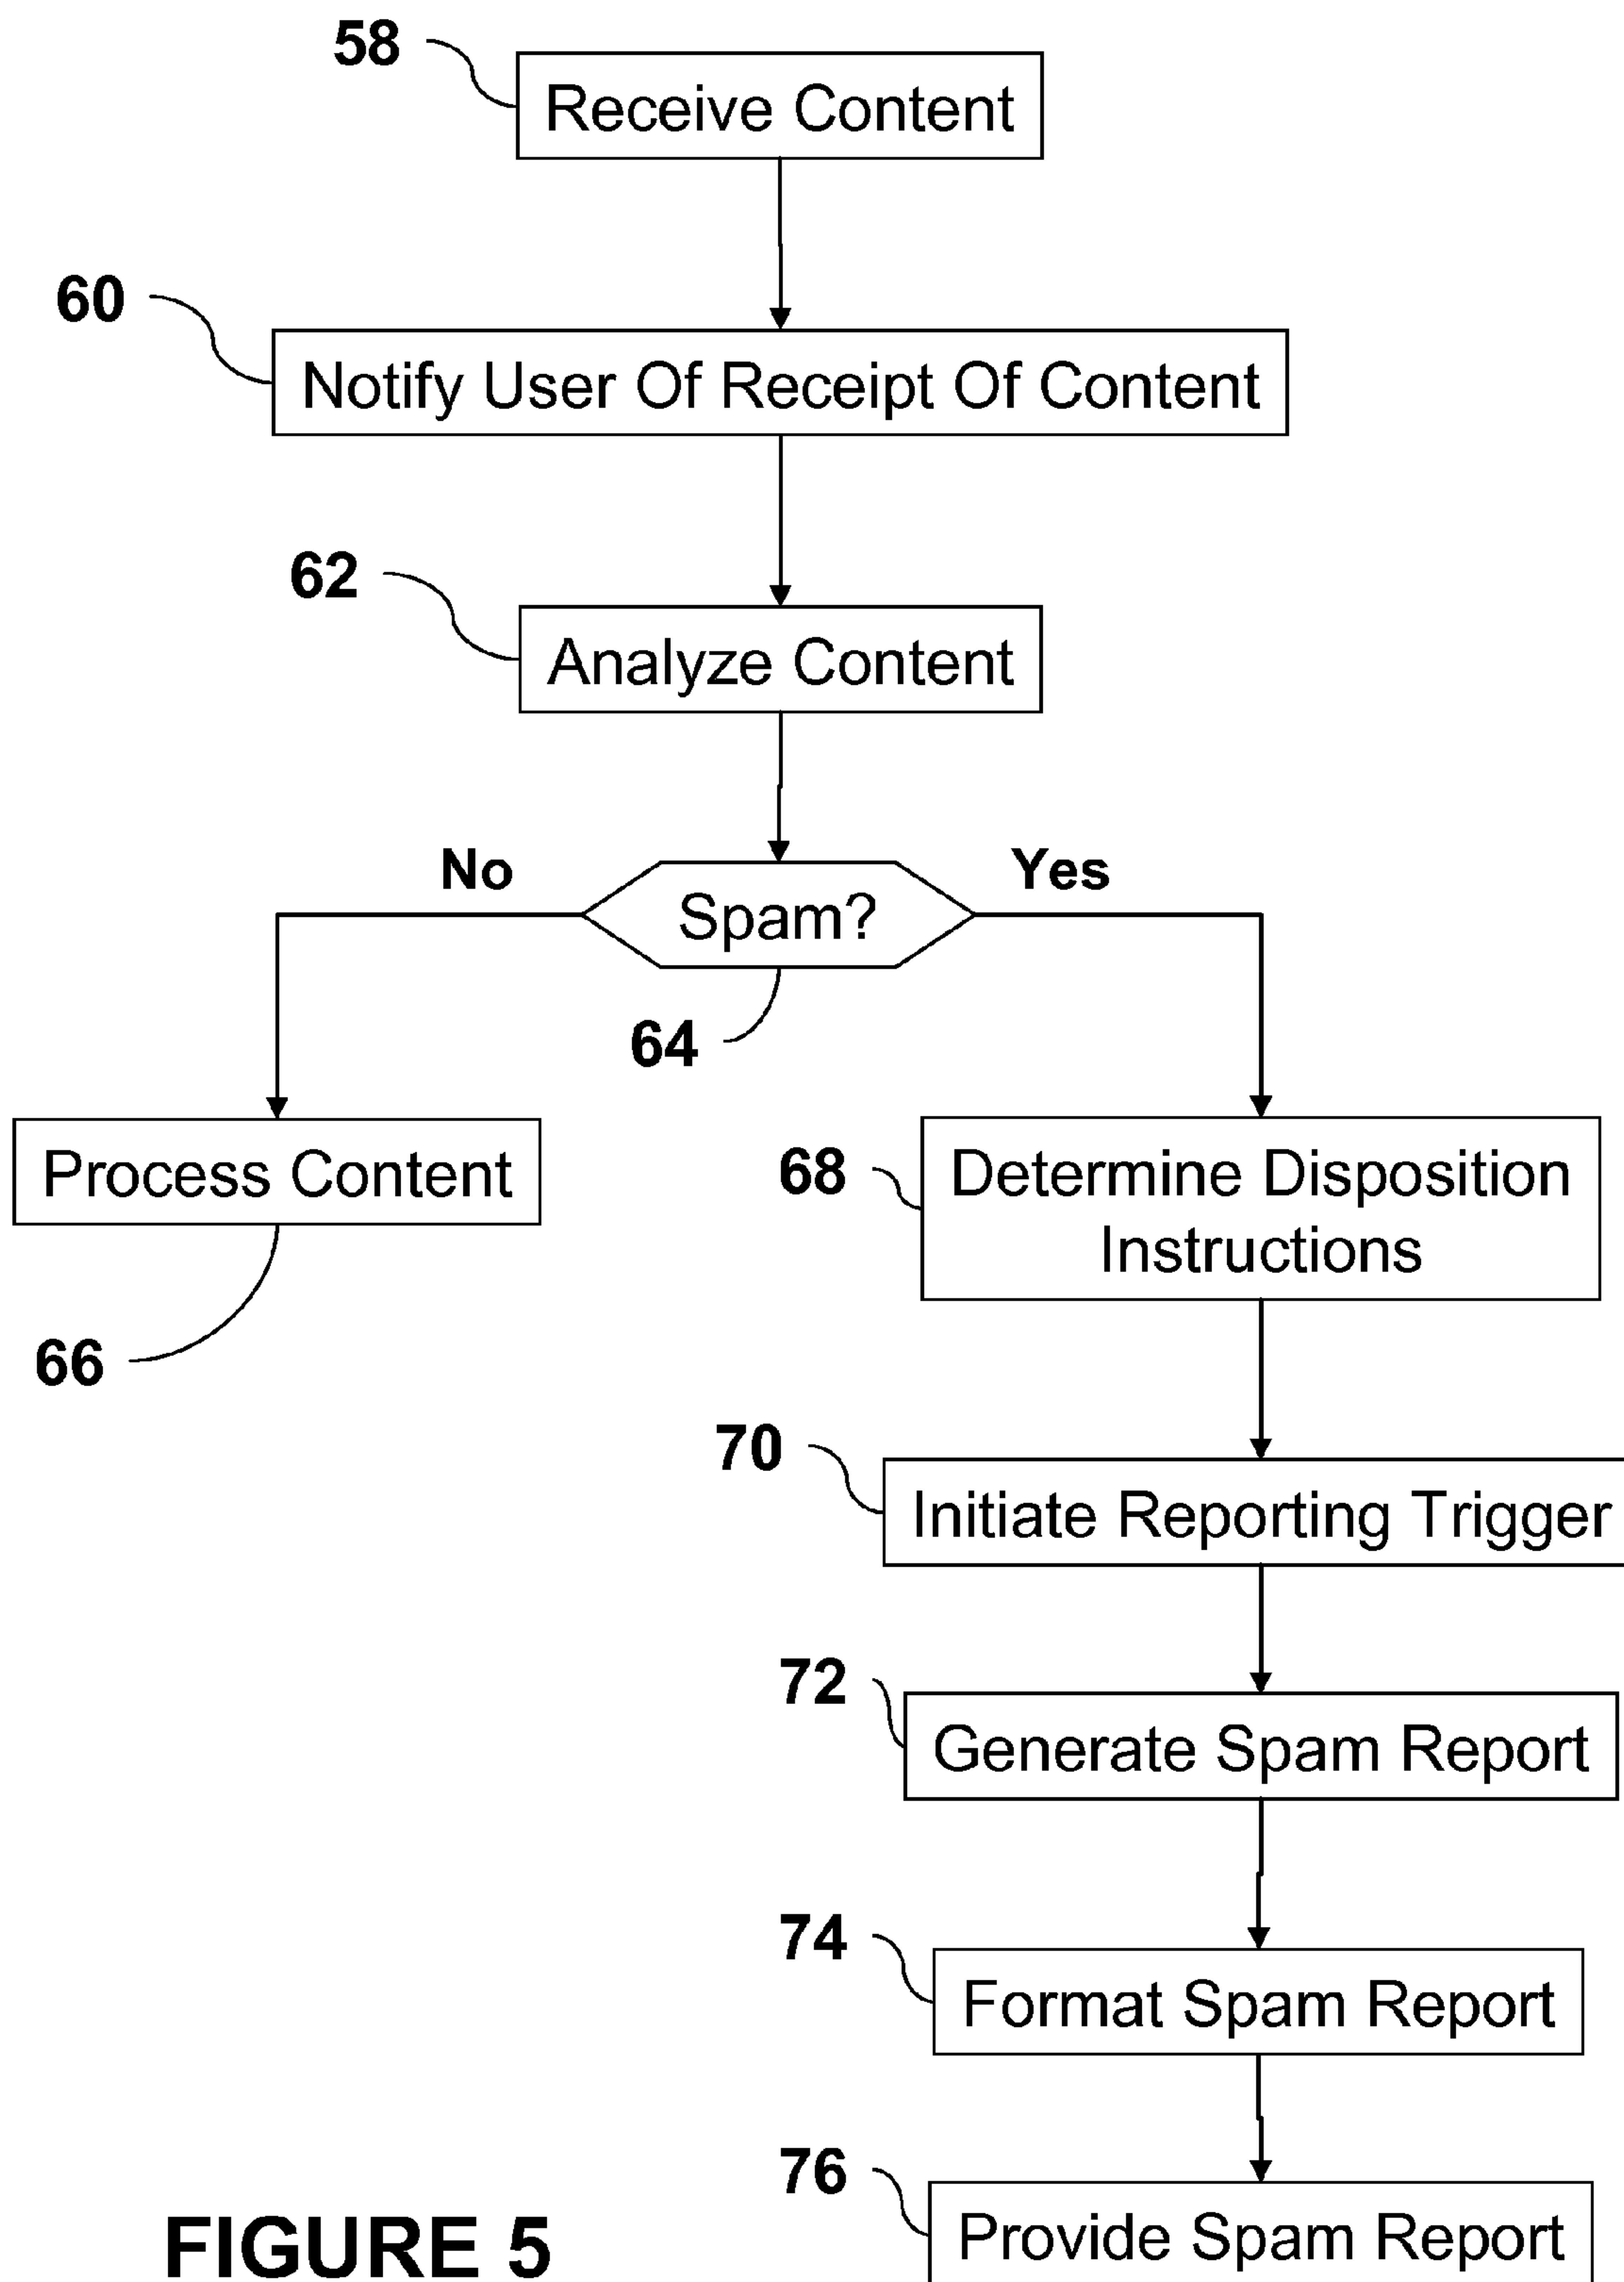 58
Receive Content
60
Notify User Of Receipt Of Content
62
Analyze Content
No
Yes
Spam?
64
Process Content
66
68
Determine Disposition
Instructions
70
Initiate Reporting Trigger
72
Generate Spam Report
74
Format Spam Report
76
Provide Spam Report
FIGURE 5